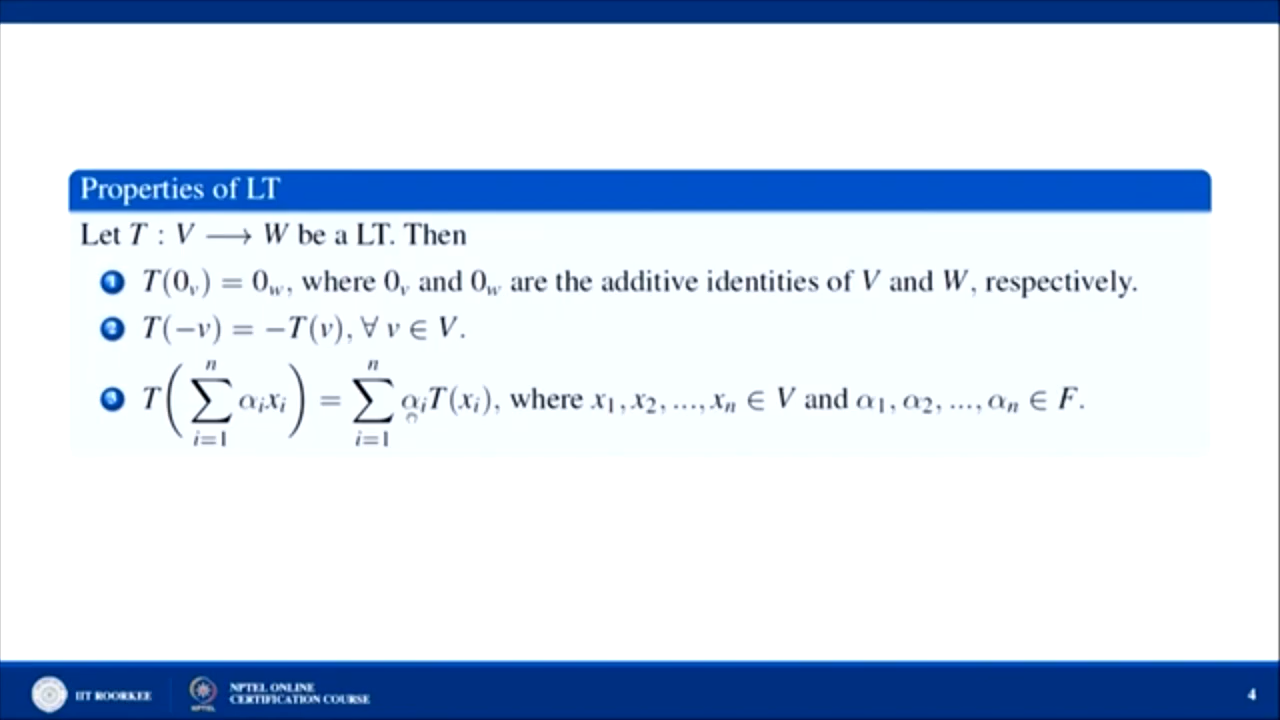 Properties of LT
Let T : V ⟶ W be a LT. Then
1 T(0_v) = 0_w, where 0_v and 0_w are the additive identities of V and W, respectively.
2 T(−v) = −T(v), ∀ v ∈ V.
3 T(∑_{i=1}^{n} α_i x_i) = ∑_{i=1}^{n} α_i T(x_i), where x_1, x_2, ..., x_n ∈ V and α_1, α_2, ..., α_n ∈ F.
IIT ROORKEE
NPTEL
NPTEL ONLINE
CERTIFICATION COURSE
4